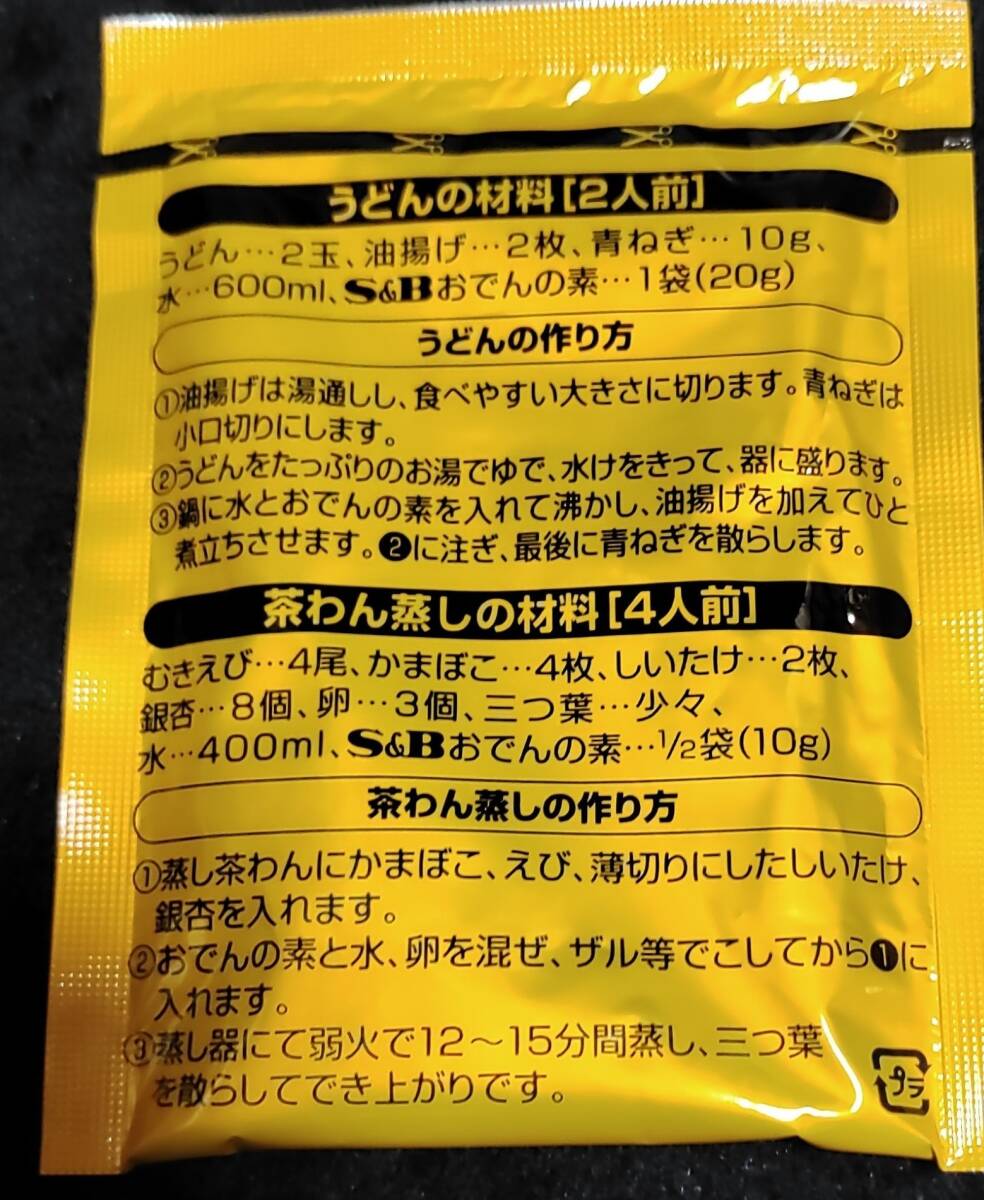 うどんの材料[2人前]
うどん…2玉、油揚げ…2枚、青ねぎ…10g、
水…600ml、S&Bおでんの素…1袋(20g)
うどんの作り方
①油揚げは湯通しし、食べやすい大きさに切ります。青ねぎは
小口切りにします。
②うどんをたっぷりのお湯でゆで、水けをきって、器に盛ります。
③鍋に水とおでんの素を入れて沸かし、油揚げを加えてひと
煮立ちさせます。❷に注ぎ、最後に青ねぎを散らします。
茶わん蒸しの材料[4人前]
むきえび…4尾、かまぼこ…4枚、しいたけ…2枚、
銀杏…8個、卵…3個、三つ葉…少々、
水…400ml、S&Bおでんの素…1/2袋(10g)
茶わん蒸しの作り方
①蒸し茶わんにかまぼこ、えび、薄切りにしたしいたけ、
銀杏を入れます。
②おでんの素と水、卵を混ぜ、ザル等でこしてから❶に
入れます。
③蒸し器にて弱火で12～15分間蒸し、三つ葉
を散らしてでき上がりです。
プラ